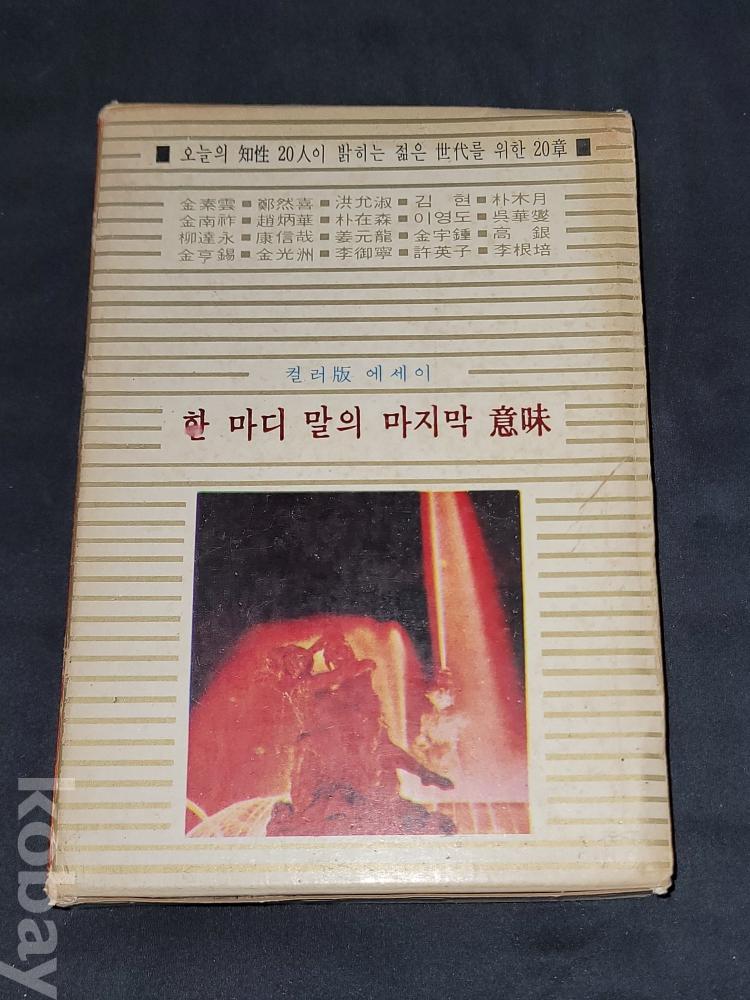 ■ 오늘의 知性 20人이 밝히는 젊은 世代를 위한 20章 ■
金素雲 ■ 鄭然喜 ■ 洪允淑 ■ 김 현 ■ 朴木月
金南祚 ■ 趙炳華 ■ 朴在森 ■ 이영도 ■ 吳華燮
柳達永 ■ 康信哉 ■ 姜元龍 ■ 金宇鍾 ■ 高 銀
金亨錫 ■ 金光洲 ■ 李御寧 ■ 許英子 ■ 李根培
컬러版 에세이
한 마디 말의 마지막 意味
kobay